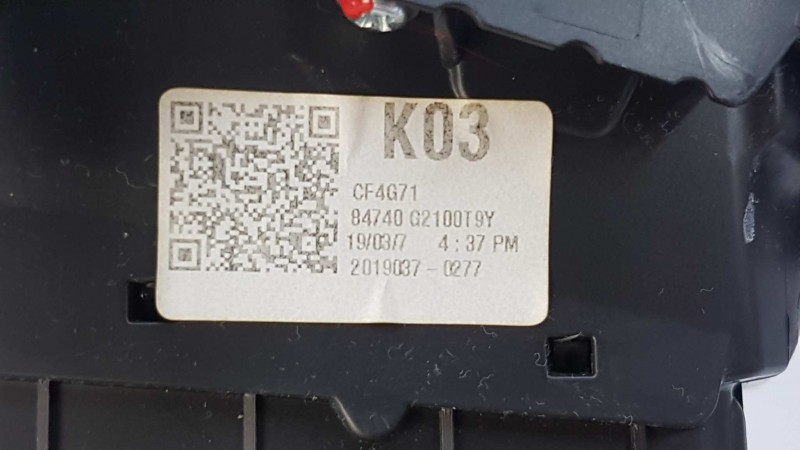 K03
CF4G71
84740 G2100T9Y
19/03/7 4 : 37 PM
2019037 - 0277